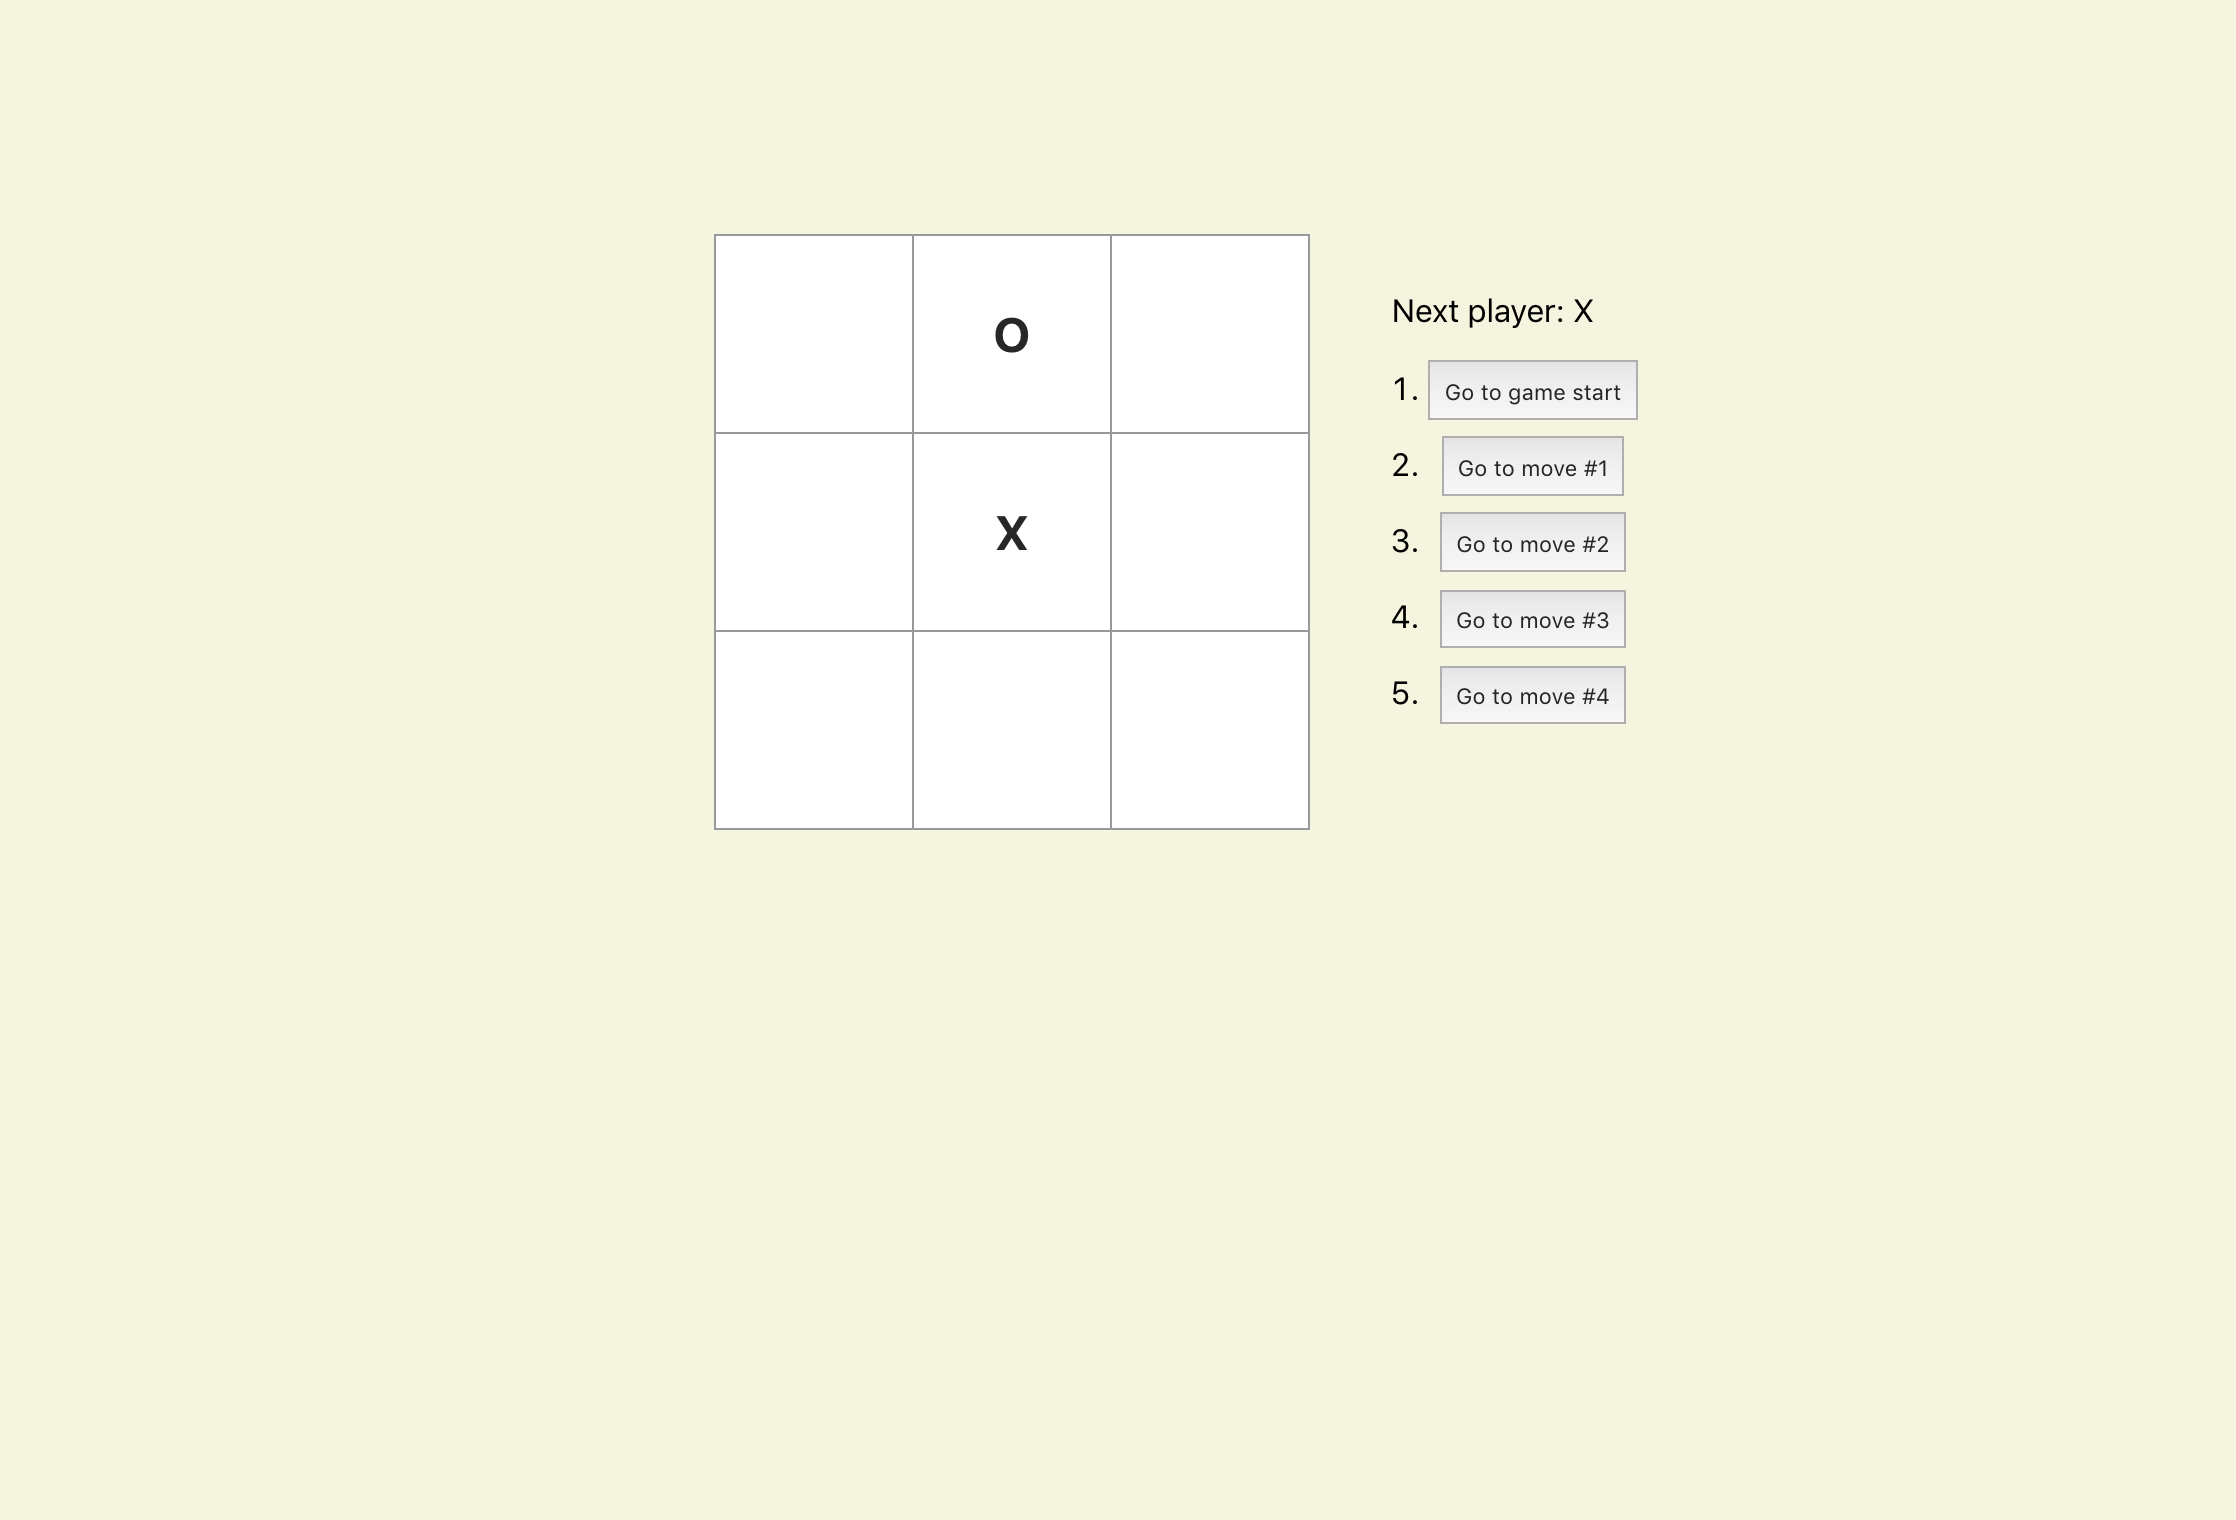 O
X
Next player: X
1. Go to game start
2. Go to move #1
3. Go to move #2
4. Go to move #3
5. Go to move #4